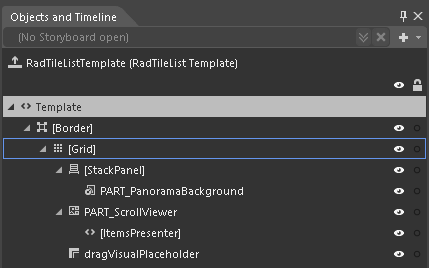 Objects and Timeline
(No Storyboard open)
RadTileListTemplate (RadTileList Template)
Template
[Border]
[Grid]
[StackPanel]
PART_PanoramaBackground
PART_ScrollViewer
[ItemsPresenter]
dragVisualPlaceholder